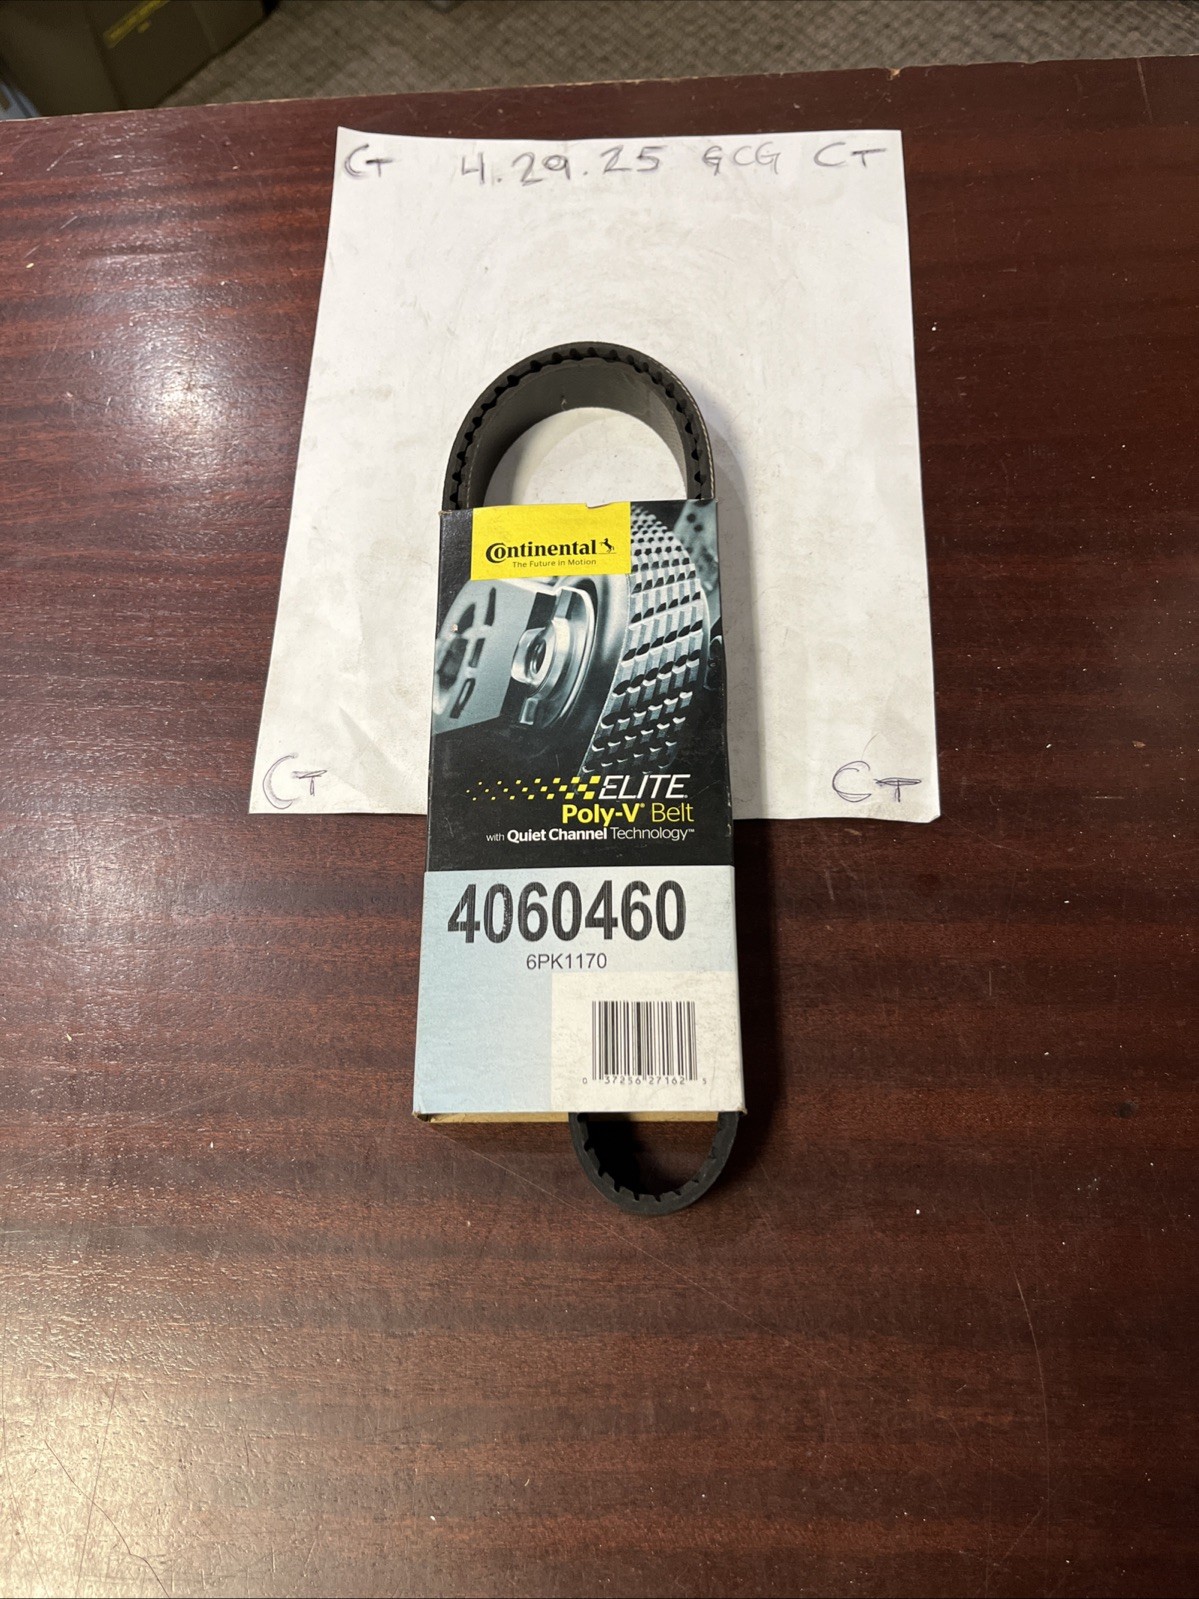 CT 4.29.25 GCG CT
Continental
The Future in Motion
ELITE
Poly-V® Belt
with Quiet Channel Technology™
4060460
6PK1170
0 37256 27162 5
CT CT